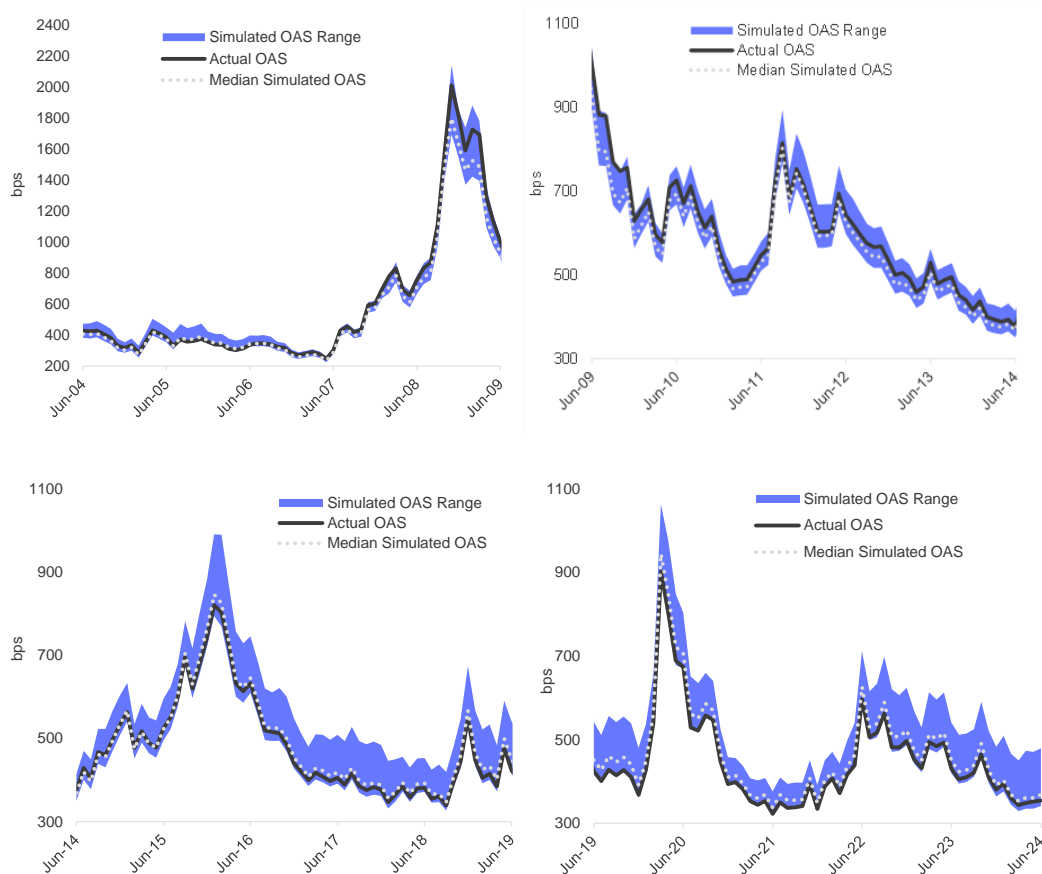 2400
2200
2000
1800
1600
1400
1200
1000
800
600
400
200
bps
Simulated OAS Range
Actual OAS
Median Simulated OAS
Jun-04
Jun-05
Jun-06
Jun-07
Jun-08
Jun-09
1100
900
700
500
300
bps
Simulated OAS Range
Actual OAS
Median Simulated OAS
Jun-09
Jun-10
Jun-11
Jun-12
Jun-13
Jun-14
1100
900
700
500
300
bps
Simulated OAS Range
Actual OAS
Median Simulated OAS
Jun-14
Jun-15
Jun-16
Jun-17
Jun-18
Jun-19
1100
900
700
500
300
bps
Simulated OAS Range
Actual OAS
Median Simulated OAS
Jun-19
Jun-20
Jun-21
Jun-22
Jun-23
Jun-24